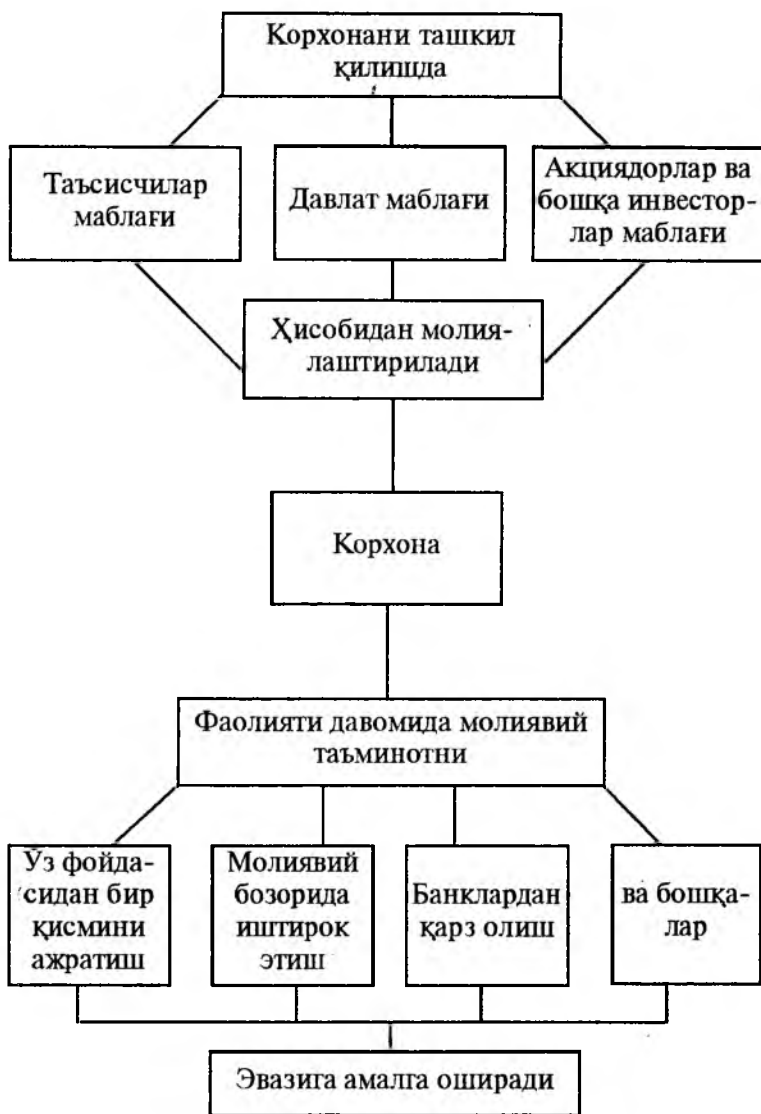 Корхонани ташкил
қилишда
Таъсисчилар
маблағи
Давлат маблағи
Акциядорлар ва
бошқа инвестор-
лар маблағи
Ҳисобидан молия-
лаштирилади
Корхона
Фаолияти давомида молиявий
таъминотни
Ўз фойда-
сидан бир
қисмини
ажратиш
Молиявий
бозорида
иштирок
этиш
Банклардан
қарз олиш
ва бошқа-
лар
Эвазига амалга оширади